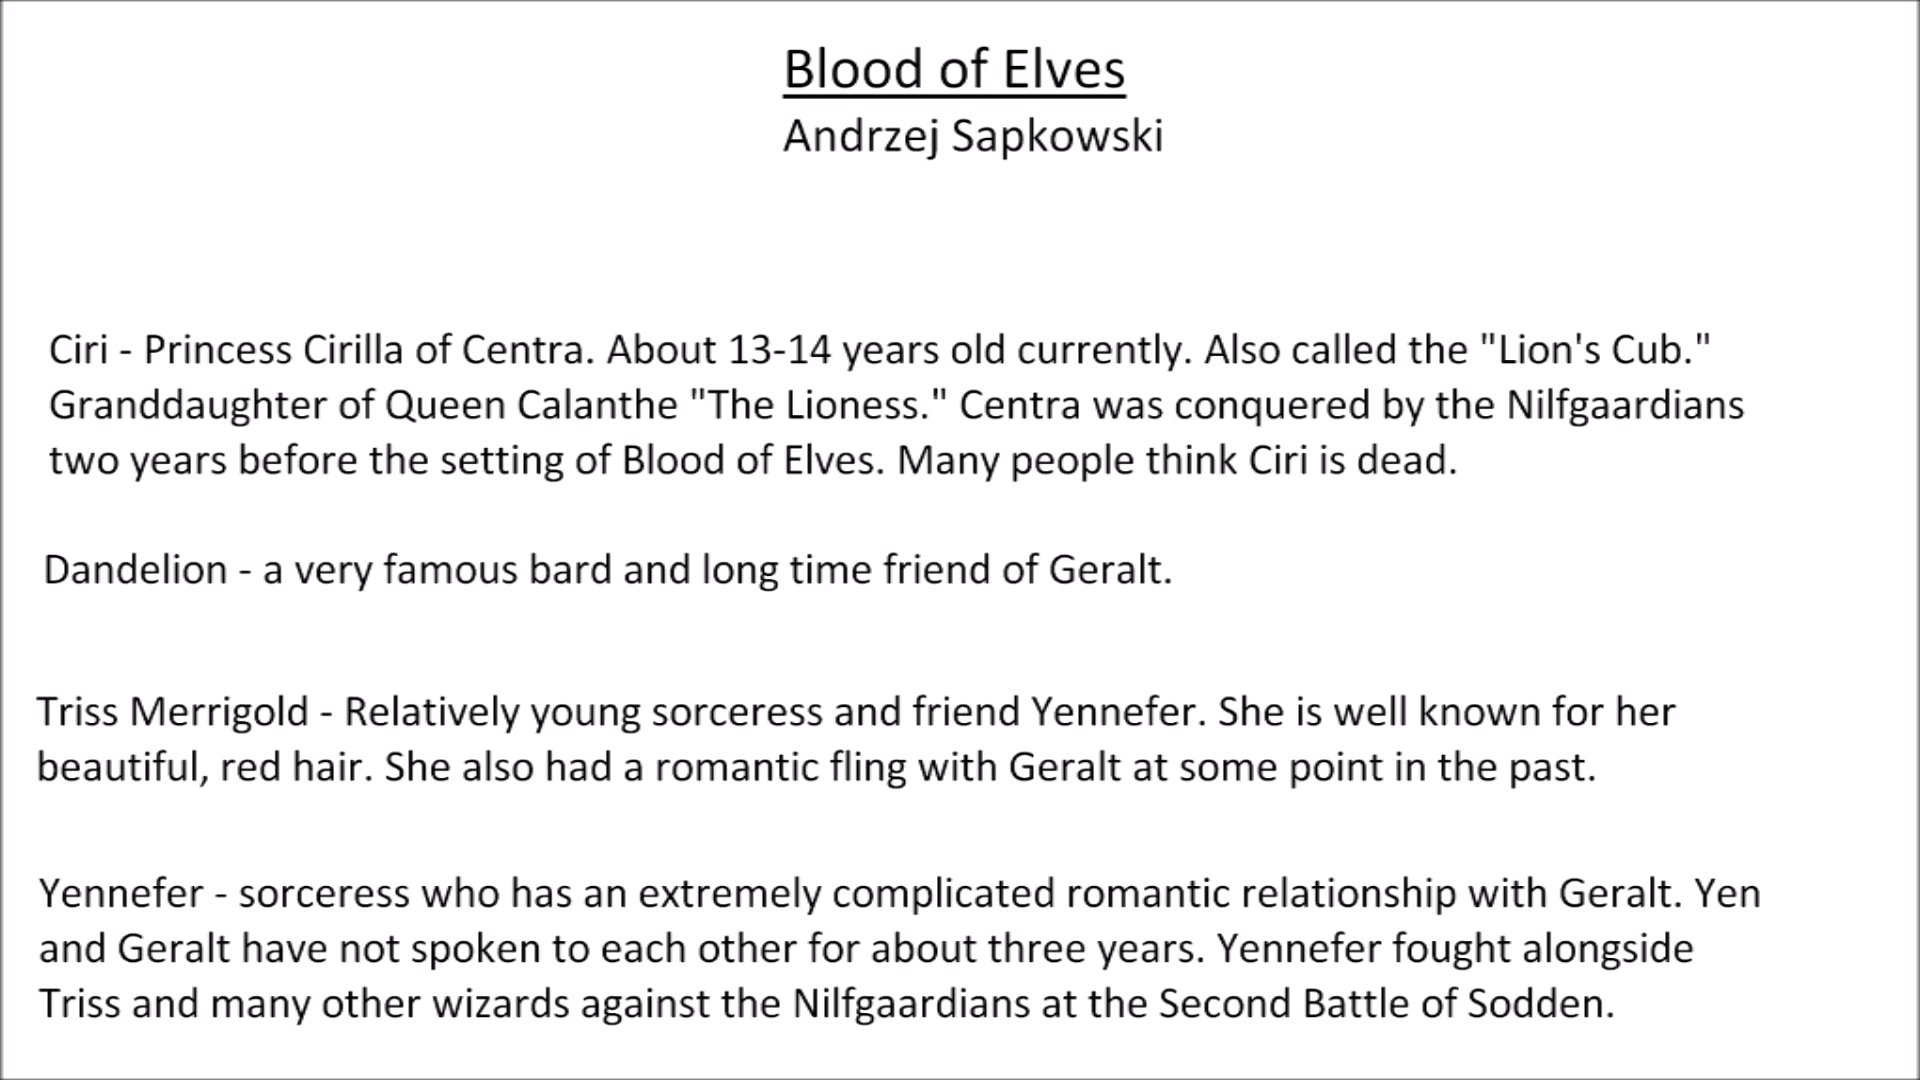 Blood of Elves
Andrzej Sapkowski
Ciri - Princess Cirilla of Centra. About 13-14 years old currently. Also called the "Lion's Cub."
Granddaughter of Queen Calanthe "The Lioness." Centra was conquered by the Nilfgaardians
two years before the setting of Blood of Elves. Many people think Ciri is dead.
Dandelion - a very famous bard and long time friend of Geralt.
Triss Merrigold - Relatively young sorceress and friend Yennefer. She is well known for her
beautiful, red hair. She also had a romantic fling with Geralt at some point in the past.
Yennefer - sorceress who has an extremely complicated romantic relationship with Geralt. Yen
and Geralt have not spoken to each other for about three years. Yennefer fought alongside
Triss and many other wizards against the Nilfgaardians at the Second Battle of Sodden.